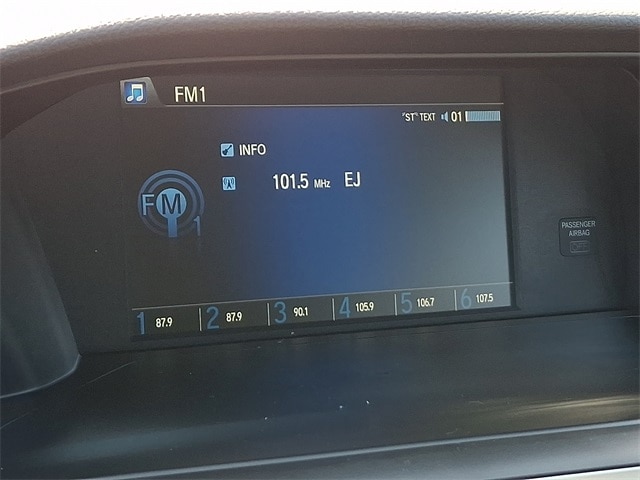 FM1
ST TEXT 01
INFO
101.5 MHz EJ
FM 1
PASSENGER
AIRBAG
1 87.9 2 87.9 3 90.1 4 105.9 5 106.7 6 107.5